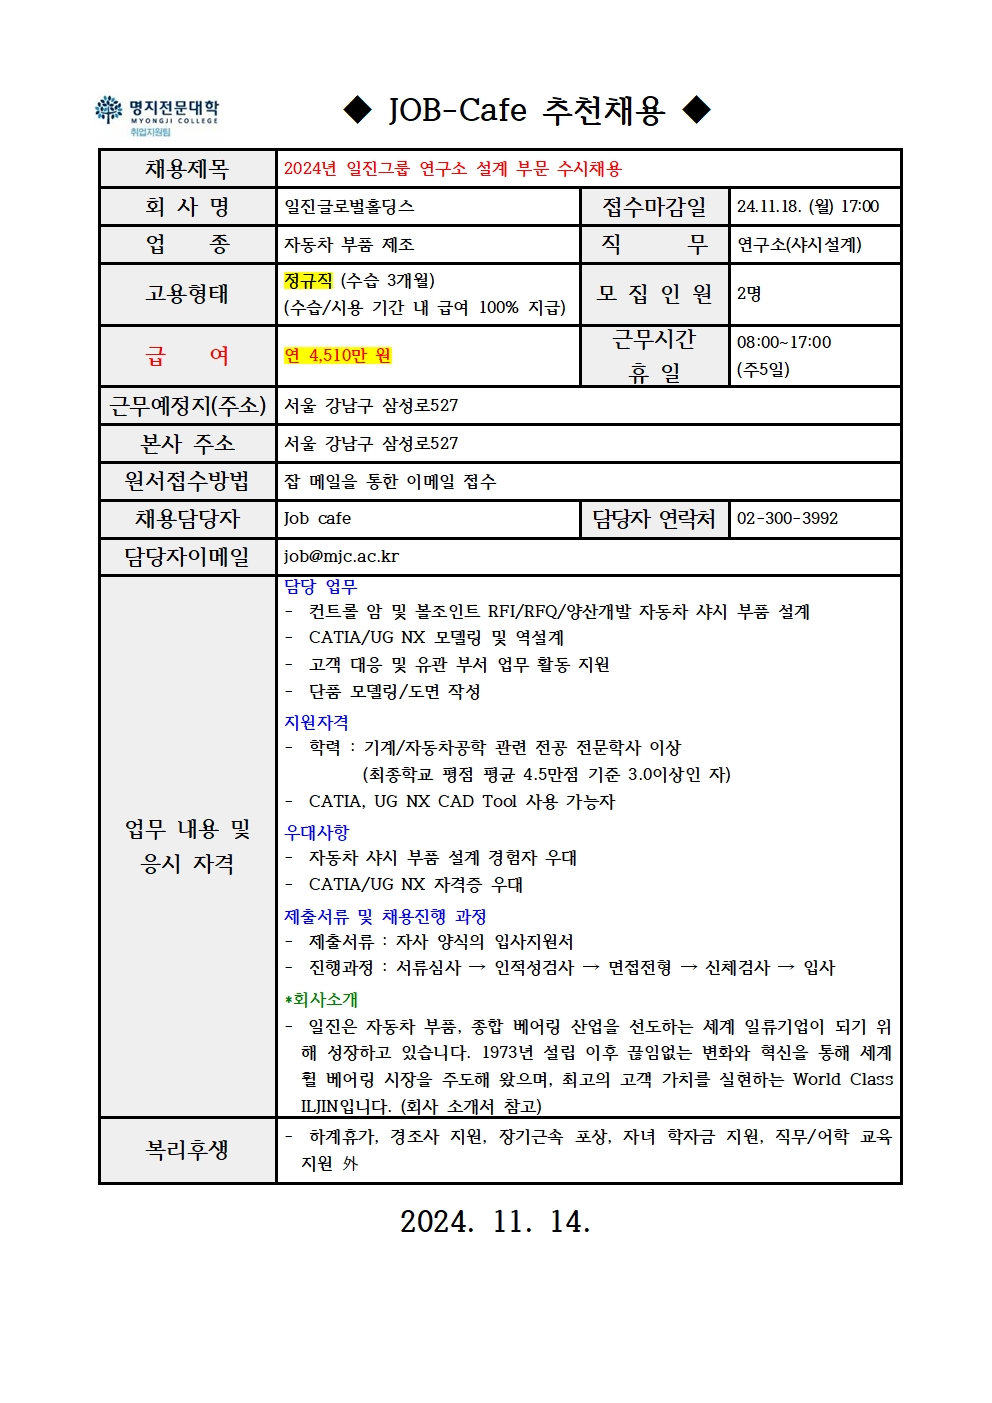 명지전문대학
MYONGJI COLLEGE
취업지원팀
◆ JOB-Cafe 추천채용 ◆
채용제목 2024년 일진그룹 연구소 설계 부문 수시채용
회 사 명 일진글로벌홀딩스 접수마감일 24.11.18. (월) 17:00
업 종 자동차 부품 제조 직 무 연구소(샤시설계)
고용형태 정규직 (수습 3개월)
(수습/시용 기간 내 급여 100% 지급)
모 집 인 원 2명
급 여 연 4,510만 원
근무시간
휴 일
08:00~17:00
(주5일)
근무예정지(주소) 서울 강남구 삼성로527
본사 주소 서울 강남구 삼성로527
원서접수방법 잡 메일을 통한 이메일 접수
채용담당자 Job cafe 담당자 연락처 02-300-3992
담당자이메일 job@mjc.ac.kr
업무 내용 및
응시 자격
담당 업무
- 컨트롤 암 및 볼조인트 RFI/RFQ/양산개발 자동차 샤시 부품 설계
- CATIA/UG NX 모델링 및 역설계
- 고객 대응 및 유관 부서 업무 활동 지원
- 단품 모델링/도면 작성
지원자격
- 학력 : 기계/자동차공학 관련 전공 전문학사 이상
(최종학교 평점 평균 4.5만점 기준 3.0이상인 자)
- CATIA, UG NX CAD Tool 사용 가능자
우대사항
- 자동차 샤시 부품 설계 경험자 우대
- CATIA/UG NX 자격증 우대
제출서류 및 채용진행 과정
- 제출서류 : 자사 양식의 입사지원서
- 진행과정 : 서류심사 → 인적성검사 → 면접전형 → 신체검사 → 입사
*회사소개
- 일진은 자동차 부품, 종합 베어링 산업을 선도하는 세계 일류기업이 되기 위
해 성장하고 있습니다. 1973년 설립 이후 끊임없는 변화와 혁신을 통해 세계
휠 베어링 시장을 주도해 왔으며, 최고의 고객 가치를 실현하는 World Class
ILJIN입니다. (회사 소개서 참고)
복리후생
- 하계휴가, 경조사 지원, 장기근속 포상, 자녀 학자금 지원, 직무/어학 교육
지원 外
2024. 11. 14.